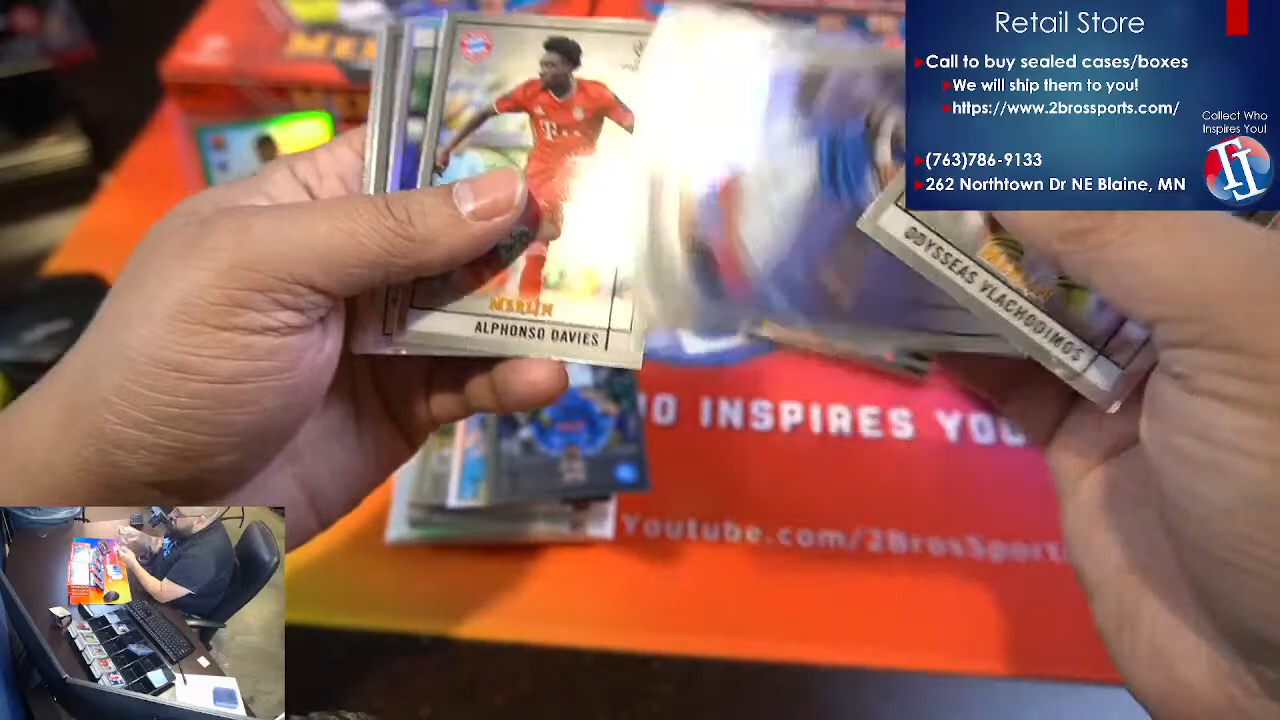 Retail Store
Call to buy sealed cases/boxes
We will ship them to you!
https://www.2brossports.com/
Collect Who
Inspires You!
(763)786-9133
262 Northtown Dr NE Blaine, MN
MERLIN
ALPHONSO DAVIES
ODYSSEAS VLACHODIMOS
O INSPIRES YOU
Youtube.com/2BrosSport